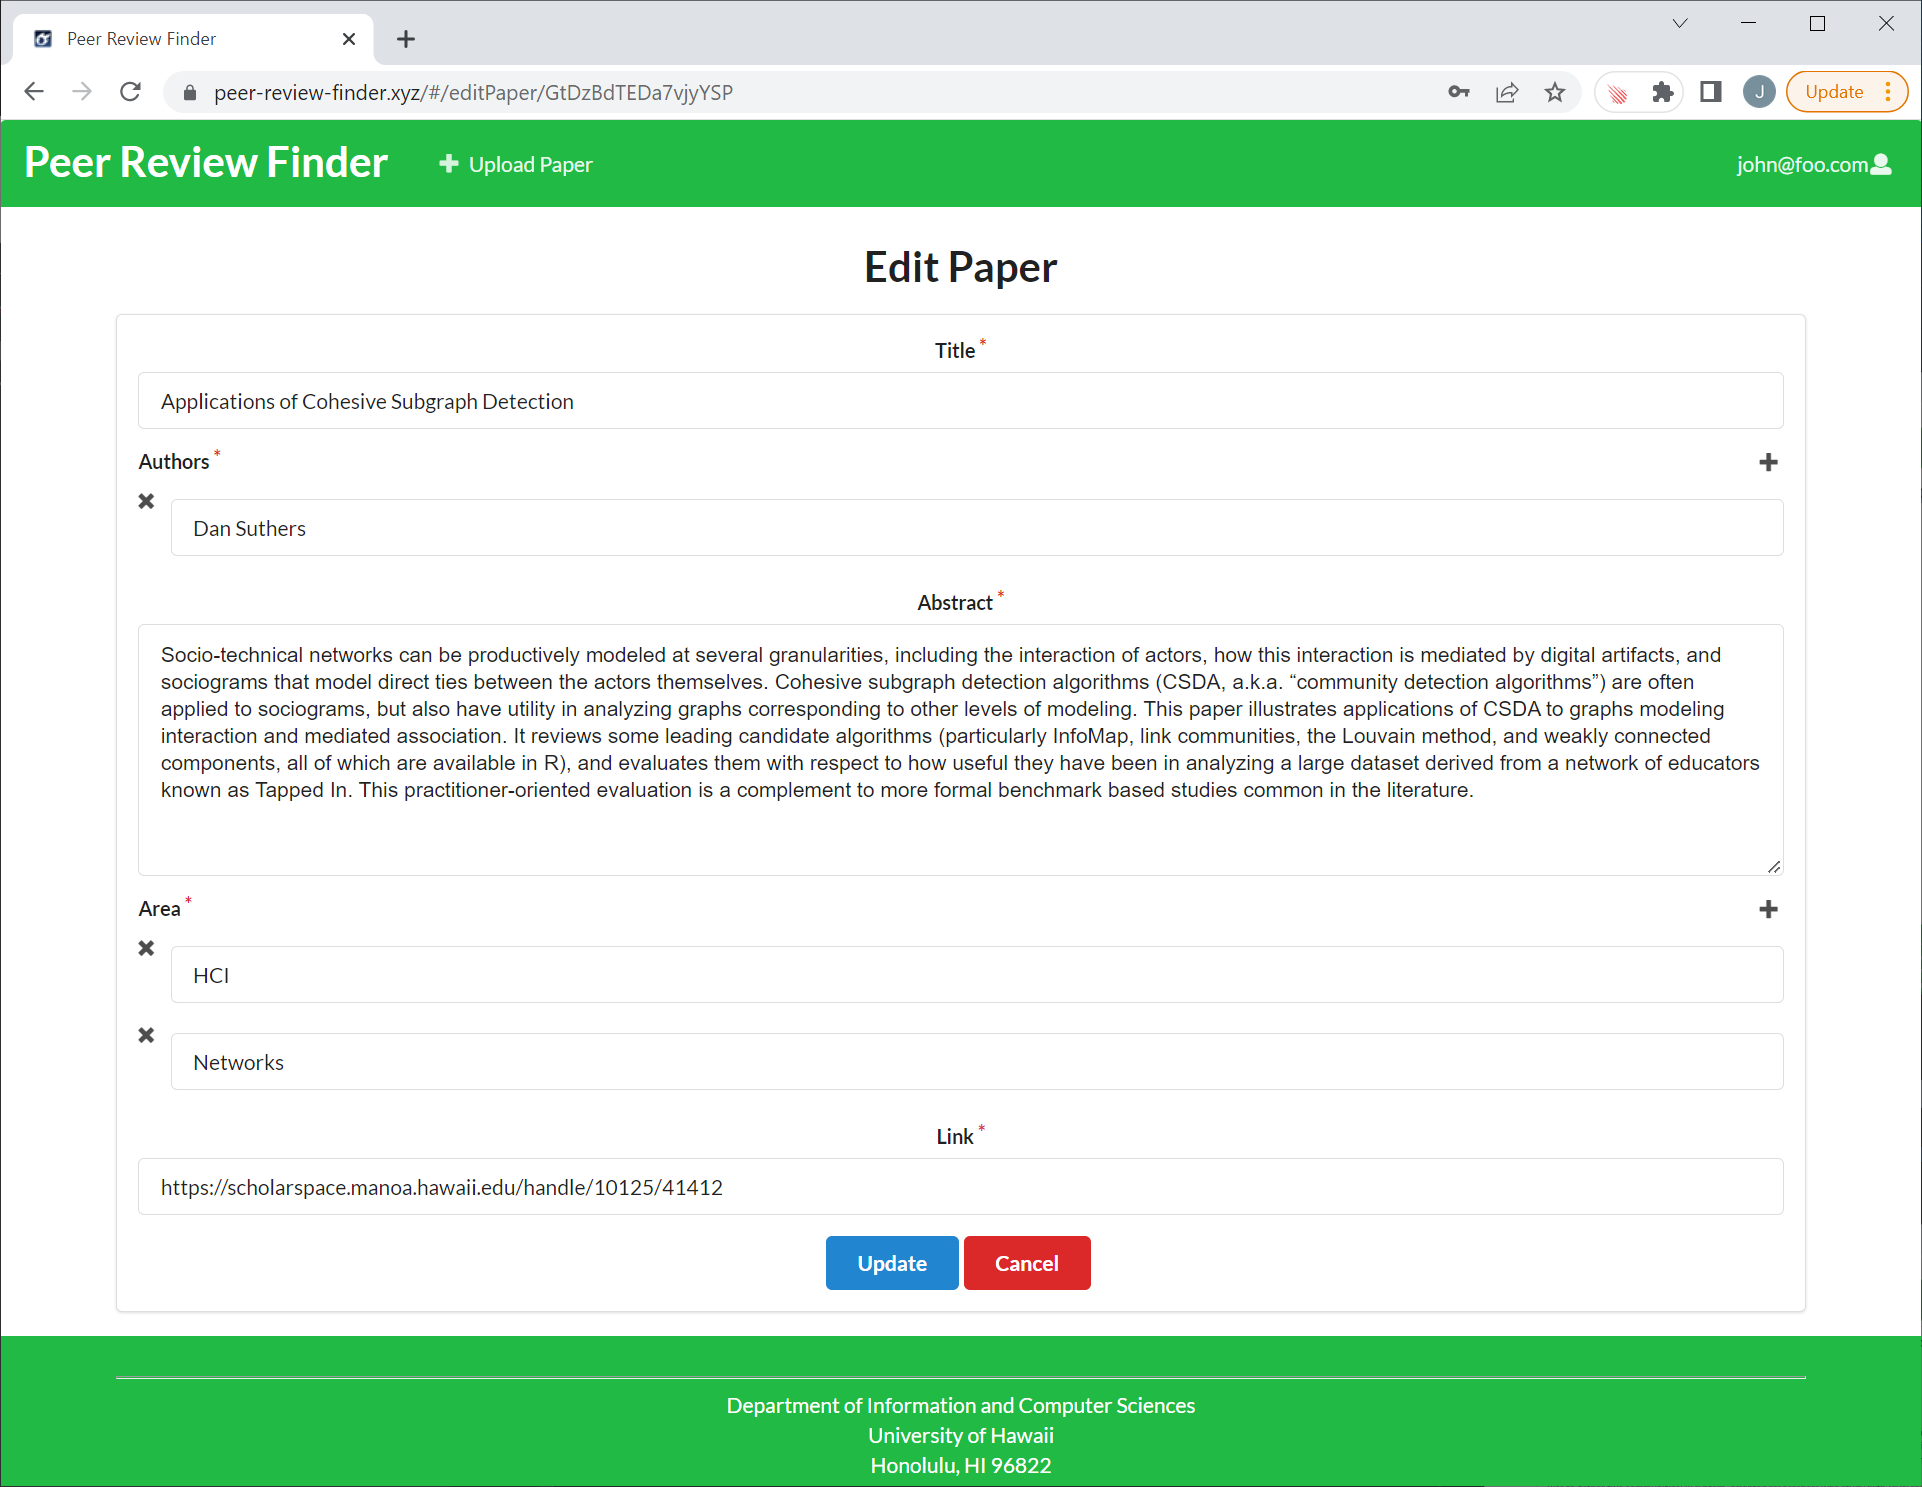 Peer Review Finder
peer-review-finder.xyz/#/editPaper/GtDzBdTEDa7vjyYSP
J
Update
Peer Review Finder
Upload Paper
john@foo.com
Edit Paper
Title *
Applications of Cohesive Subgraph Detection
Authors *
Dan Suthers
Abstract *
Socio-technical networks can be productively modeled at several granularities, including the interaction of actors, how this interaction is mediated by digital artifacts, and
sociograms that model direct ties between the actors themselves. Cohesive subgraph detection algorithms (CSDA, a.k.a. “community detection algorithms”) are often
applied to sociograms, but also have utility in analyzing graphs corresponding to other levels of modeling. This paper illustrates applications of CSDA to graphs modeling
interaction and mediated association. It reviews some leading candidate algorithms (particularly InfoMap, link communities, the Louvain method, and weakly connected
components, all of which are available in R), and evaluates them with respect to how useful they have been in analyzing a large dataset derived from a network of educators
known as Tapped In. This practitioner-oriented evaluation is a complement to more formal benchmark based studies common in the literature.
Area *
HCI
Networks
Link *
https://scholarspace.manoa.hawaii.edu/handle/10125/41412
Update
Cancel
Department of Information and Computer Sciences
University of Hawaii
Honolulu, HI 96822